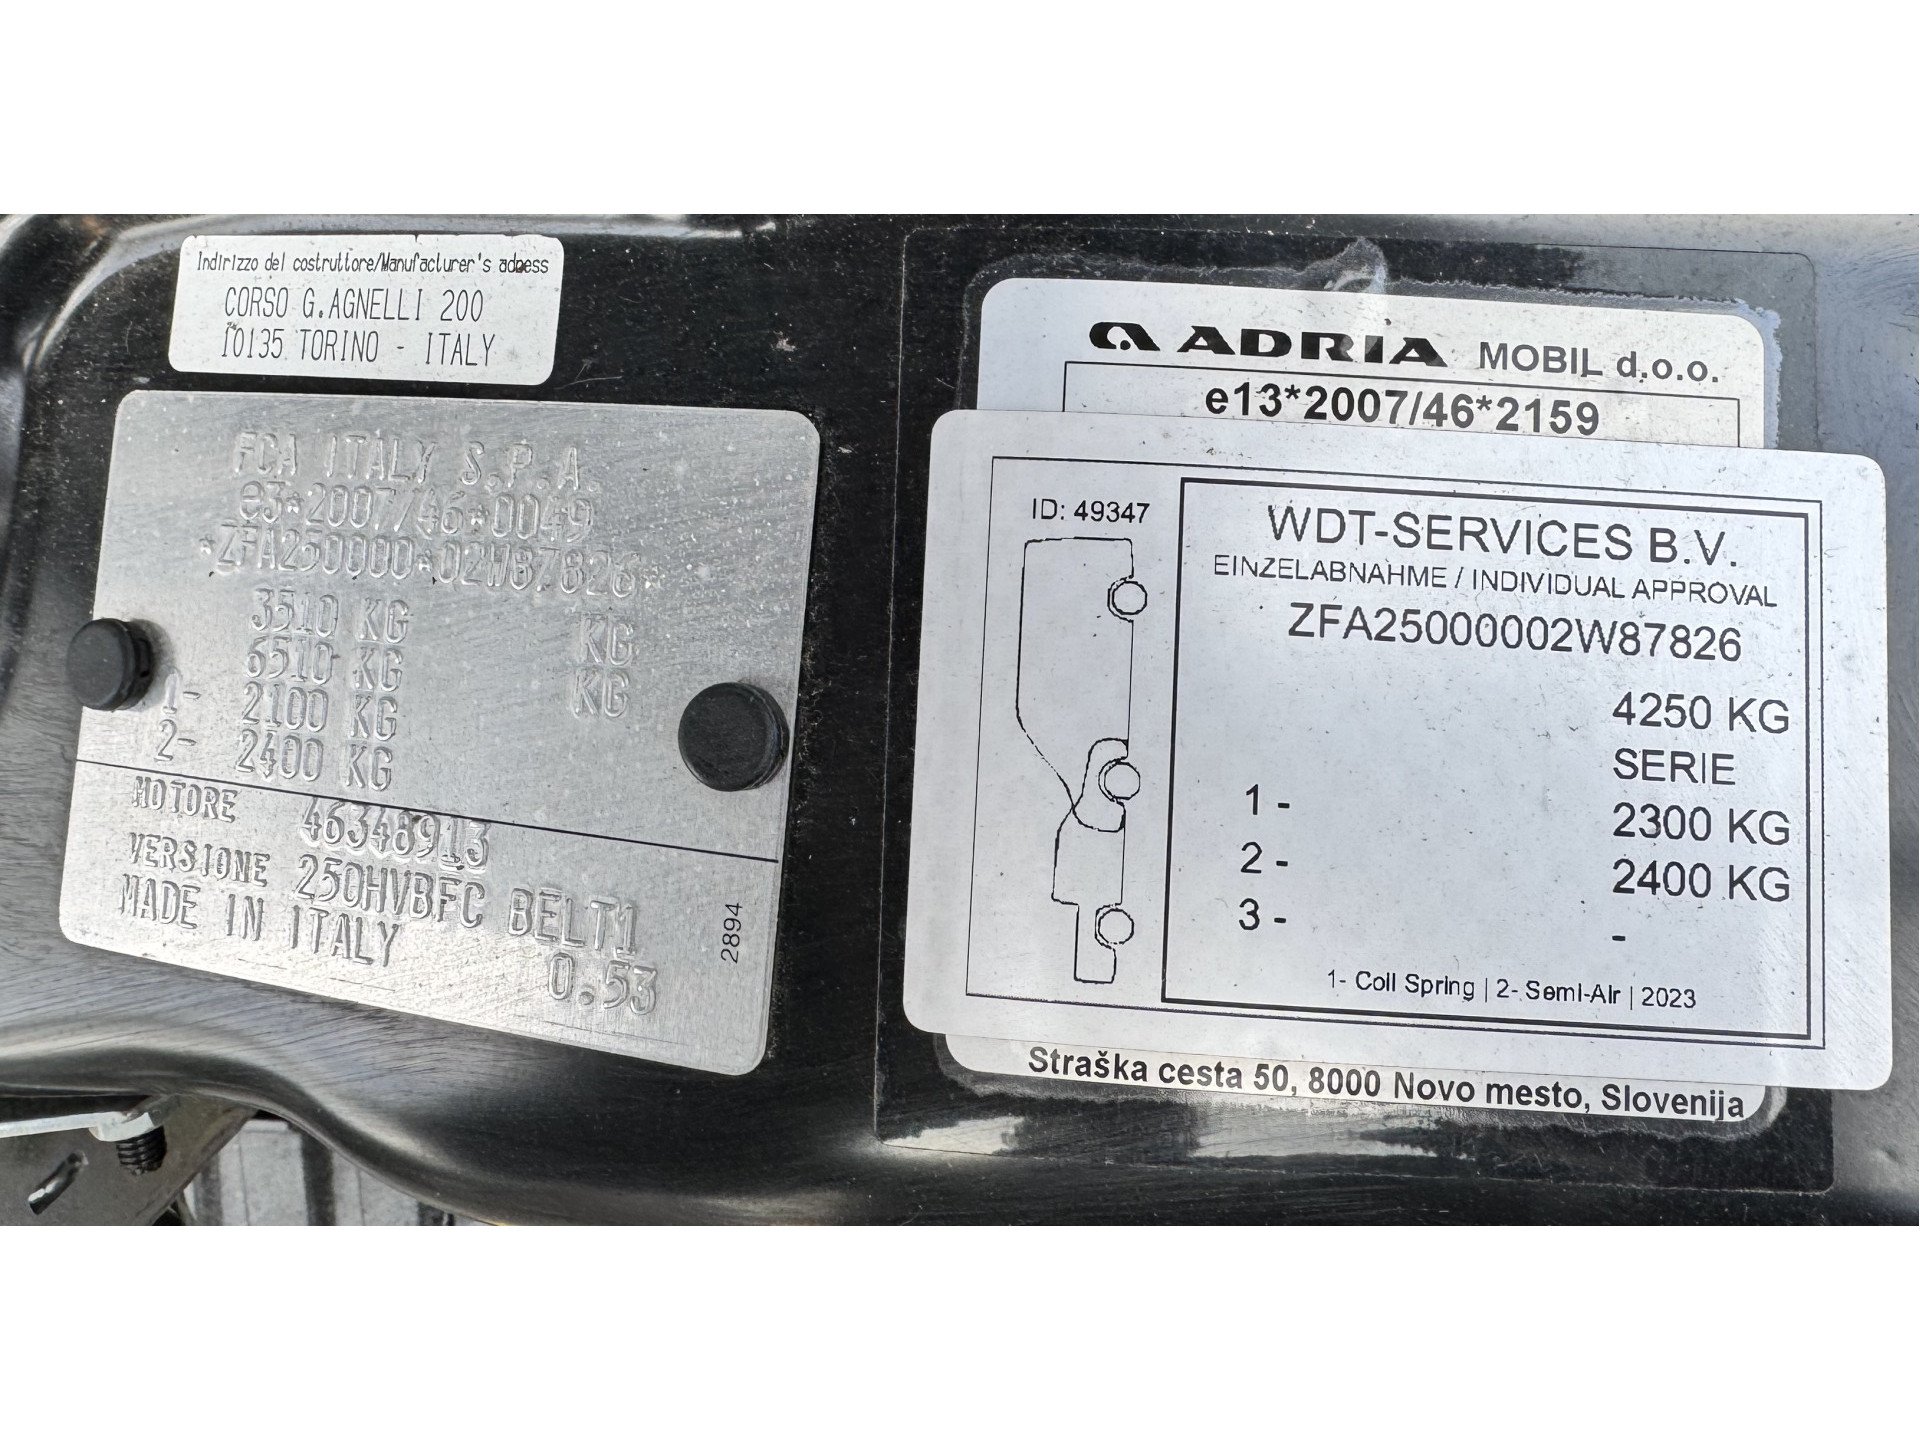 Indirizzo del costruttore/Manufacturer's adness
CORSO G.AGNELLI 200
10135 TORINO - ITALY
FCA ITALY S.P.A.
e3*2007/46*0049
*ZFA250000*02W87826*
3510 KG KG
6510 KG KG
1- 2100 KG
2- 2400 KG
MOTORE 46348913
VERSIONE 250HVBFC BELT1
MADE IN ITALY 0.53
2894
ADRIA MOBIL d.o.o.
e13*2007/46*2159
ID: 49347
WDT-SERVICES B.V.
EINZELABNAHME / INDIVIDUAL APPROVAL
ZFA25000002W87826
4250 KG
SERIE
1 - 2300 KG
2 - 2400 KG
3 - -
1- Coil Spring | 2- Semi-Air | 2023
Straška cesta 50, 8000 Novo mesto, Slovenija